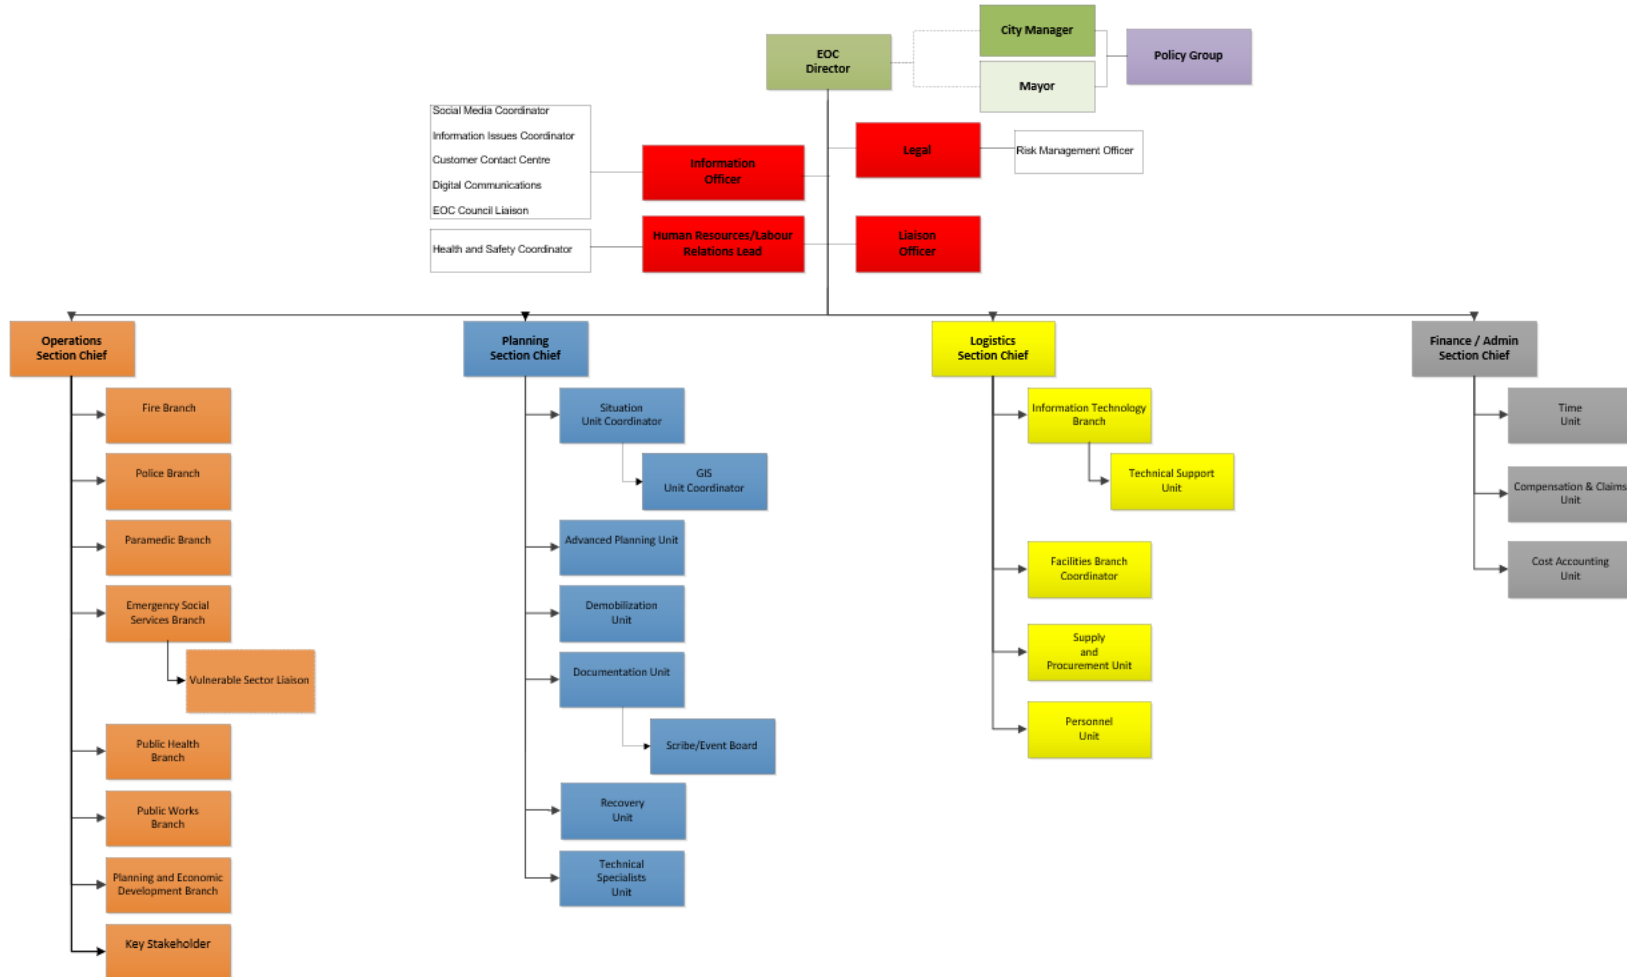 City Manager
EOC
Director
Policy Group
Mayor
Social Media Coordinator
Information Issues Coordinator
Customer Contact Centre
Digital Communications
EOC Council Liaison
Information
Officer
Legal
Risk Management Officer
Health and Safety Coordinator
Human Resources/Labour
Relations Lead
Liaison
Officer
Operations
Section Chief
Fire Branch
Police Branch
Paramedic Branch
Emergency Social
Services Branch
Vulnerable Sector Liaison
Public Health
Branch
Public Works
Branch
Planning and Economic
Development Branch
Key Stakeholder
Planning
Section Chief
Situation
Unit Coordinator
GIS
Unit Coordinator
Advanced Planning Unit
Demobilization
Unit
Documentation Unit
Scribe/Event Board
Recovery
Unit
Technical
Specialists
Unit
Logistics
Section Chief
Information Technology
Branch
Technical Support
Unit
Facilities Branch
Coordinator
Supply
and
Procurement Unit
Personnel
Unit
Finance / Admin
Section Chief
Time
Unit
Compensation & Claims
Unit
Cost Accounting
Unit